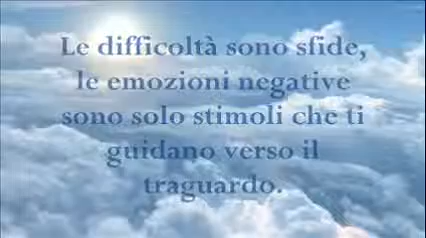 Le difficoltà sono sfide,
le emozioni negative
sono solo stimoli che ti
guidano verso il
traguardo.